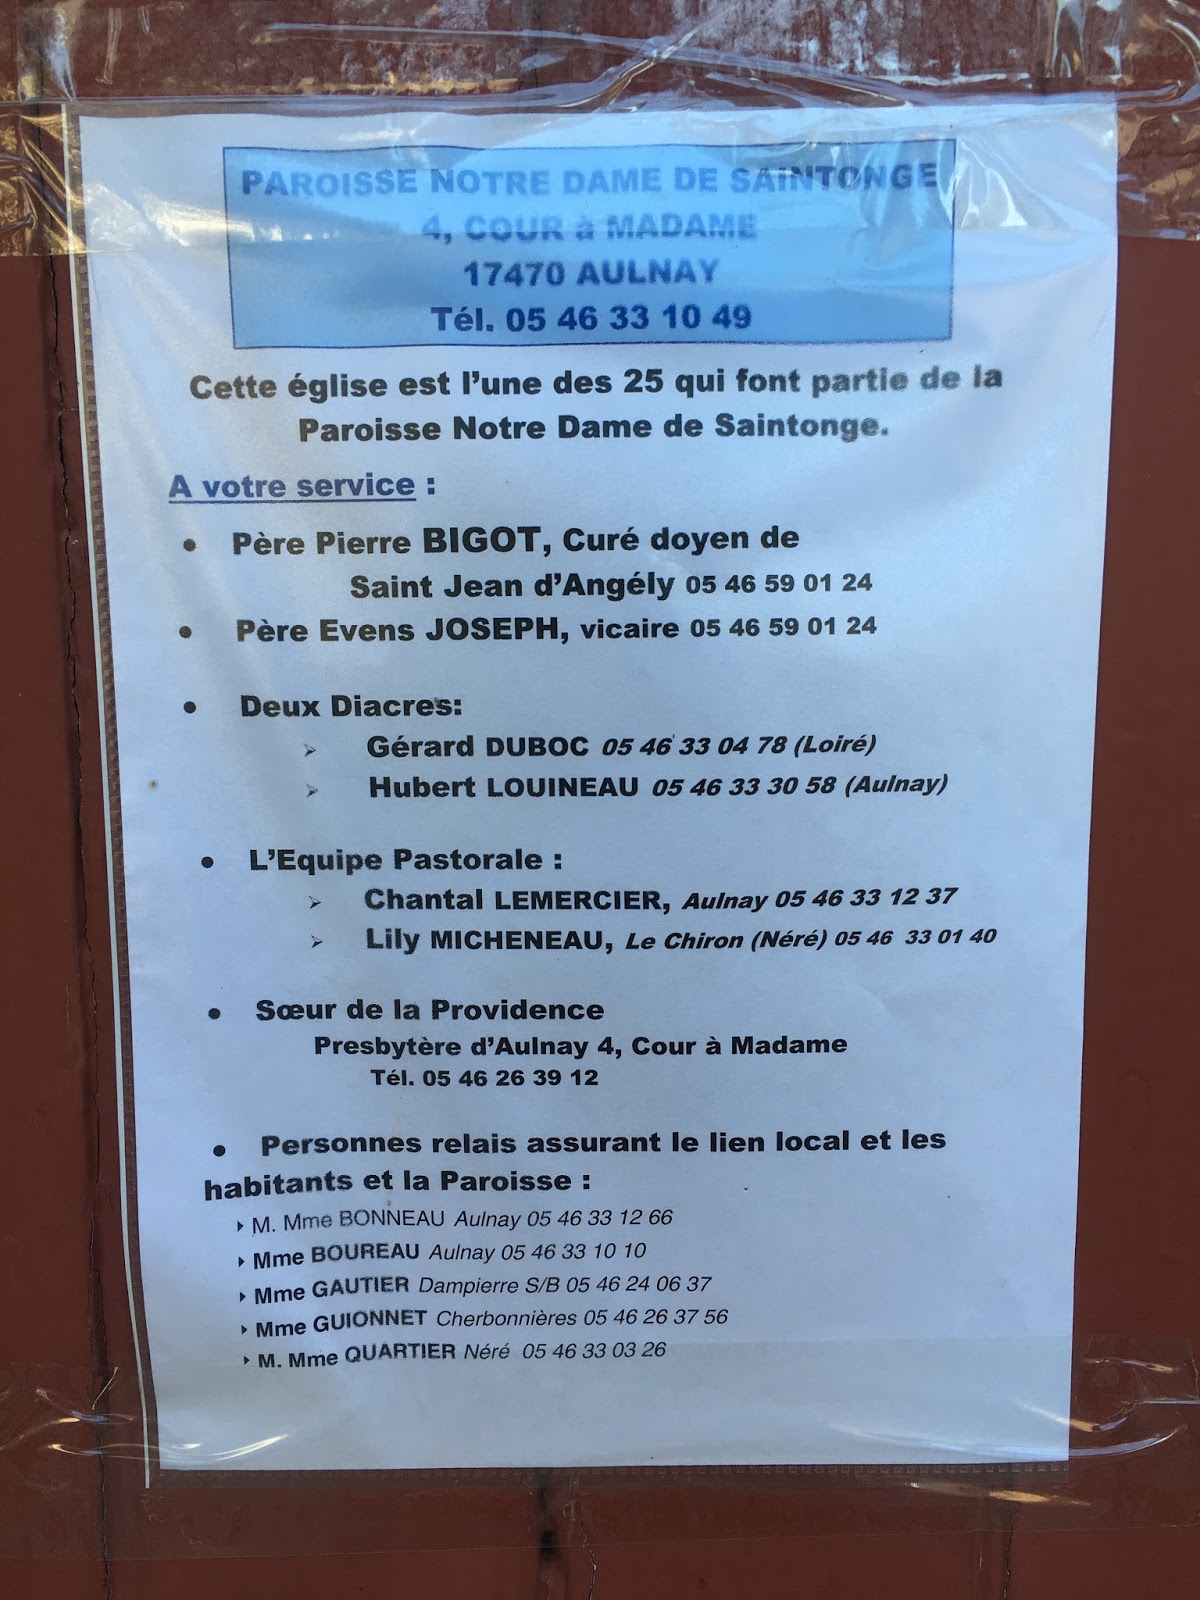 PAROISSE NOTRE DAME DE SAINTONGE
4, COUR à MADAME
17470 AULNAY
Tél. 05 46 33 10 49
Cette église est l'une des 25 qui font partie de la
Paroisse Notre Dame de Saintonge.
A votre service :
• Père Pierre BIGOT, Curé doyen de
Saint Jean d'Angély 05 46 59 01 24
• Père Evens JOSEPH, vicaire 05 46 59 01 24
• Deux Diacres:
➢ Gérard DUBOC 05 46 33 04 78 (Loiré)
➢ Hubert LOUINEAU 05 46 33 30 58 (Aulnay)
• L'Equipe Pastorale :
➢ Chantal LEMERCIER, Aulnay 05 46 33 12 37
➢ Lily MICHENEAU, Le Chiron (Néré) 05 46 33 01 40
• Sœur de la Providence
Presbytère d'Aulnay 4, Cour à Madame
Tél. 05 46 26 39 12
• Personnes relais assurant le lien local et les
habitants et la Paroisse :
‣ M. Mme BONNEAU Aulnay 05 46 33 12 66
‣ Mme BOUREAU Aulnay 05 46 33 10 10
‣ Mme GAUTIER Dampierre S/B 05 46 24 06 37
‣ Mme GUIONNET Cherbonnières 05 46 26 37 56
‣ M. Mme QUARTIER Néré 05 46 33 03 26